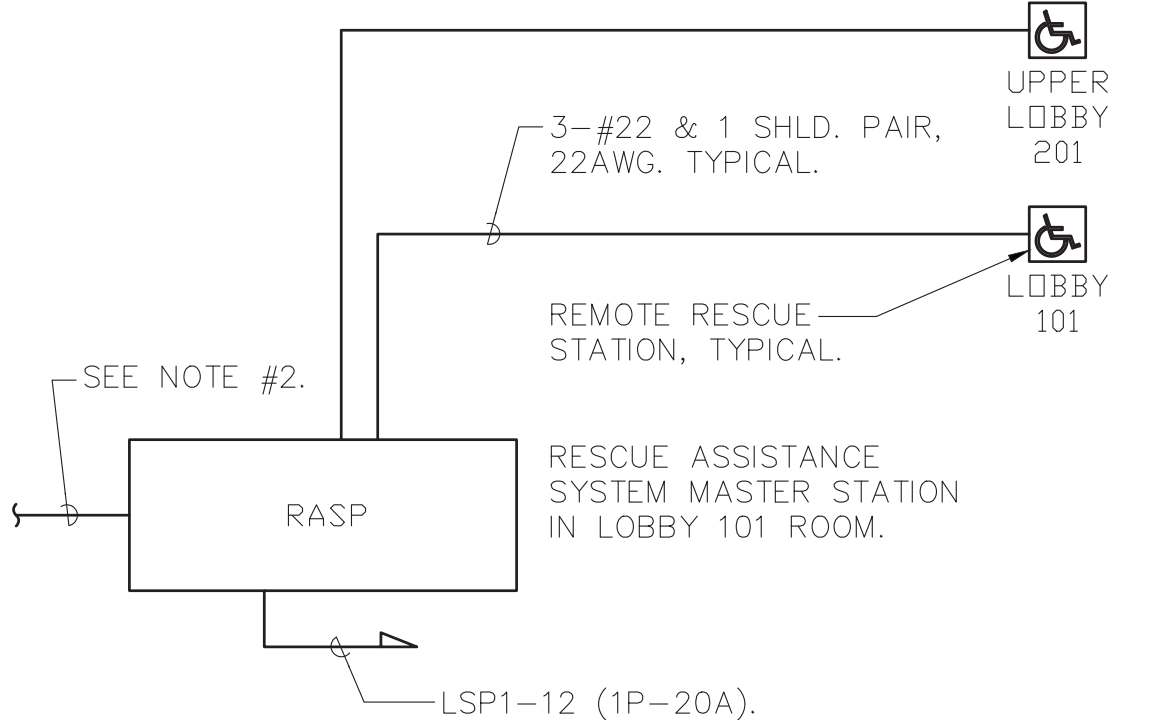 UPPER
LOBBY
201
3-#22 & 1 SHLD. PAIR,
22AWG. TYPICAL.
LOBBY
101
REMOTE RESCUE
STATION, TYPICAL.
SEE NOTE #2.
RESCUE ASSISTANCE
SYSTEM MASTER STATION
IN LOBBY 101 ROOM.
RASP
LSP1-12 (1P-20A).